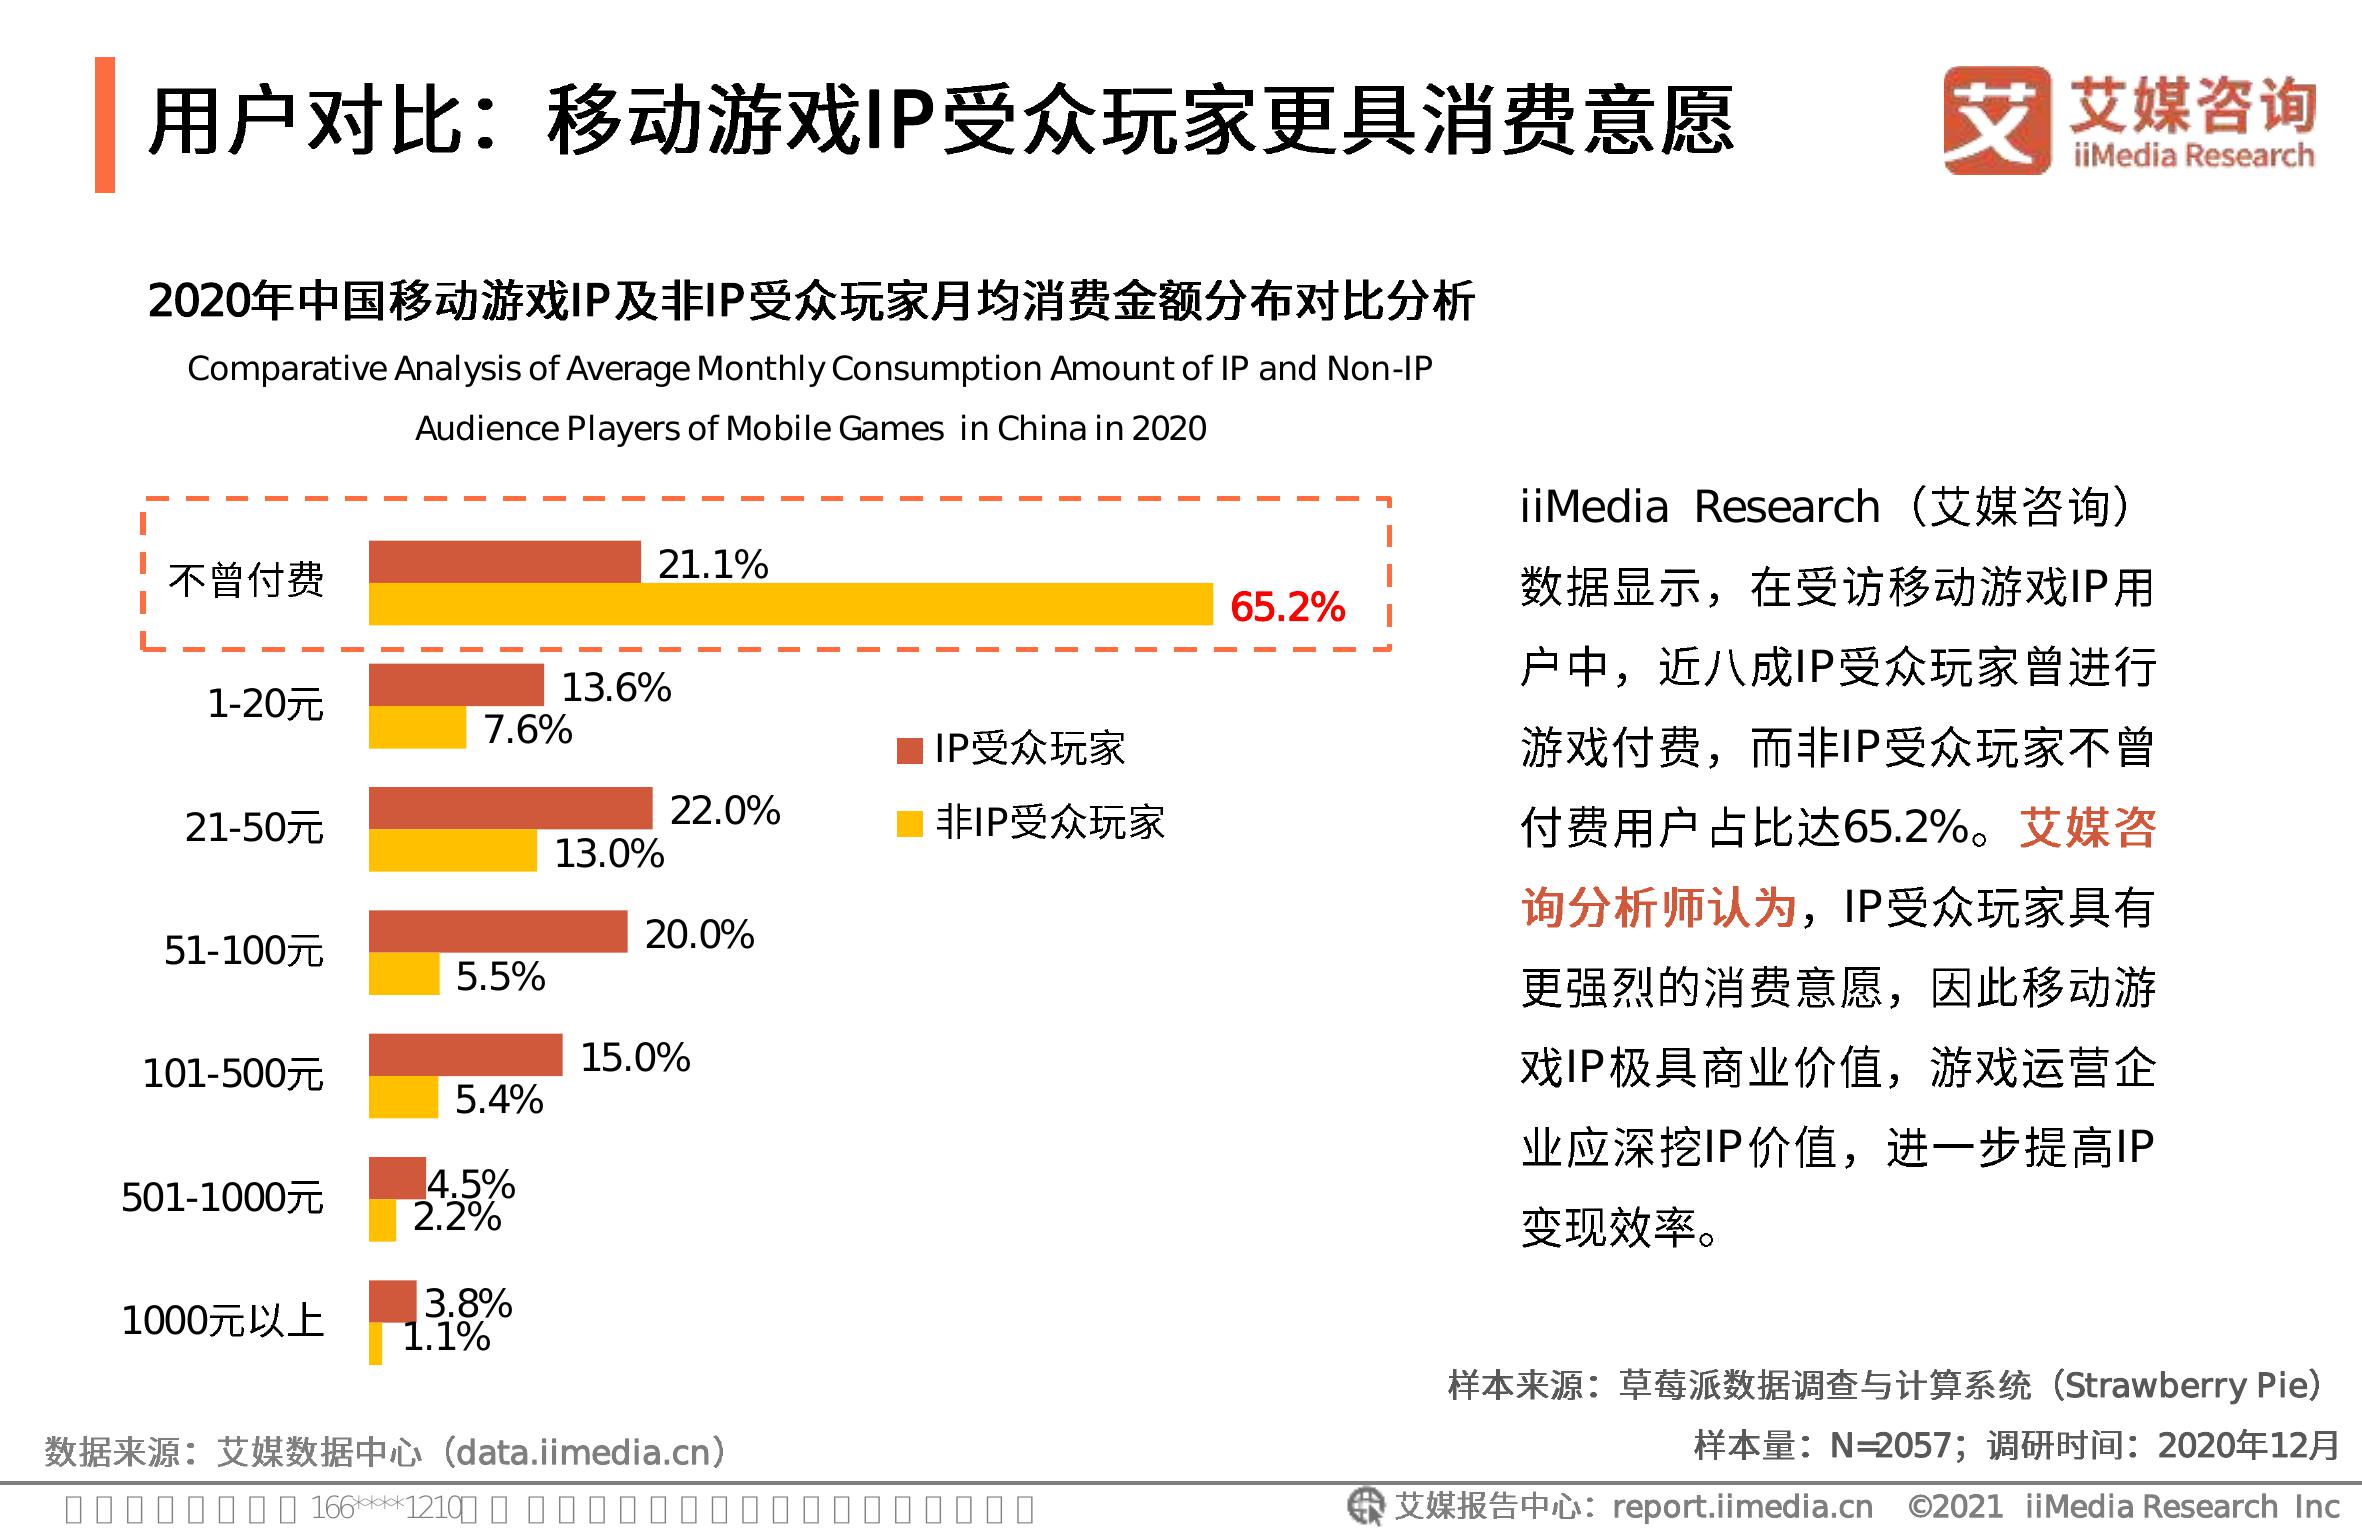 用户对比：移动游戏IP受众玩家更具消费意愿
艾 艾媒咨询
iiMedia Research
2020年中国移动游戏IP及非IP受众玩家月均消费金额分布对比分析
Comparative Analysis of Average Monthly Consumption Amount of IP and Non-IP
Audience Players of Mobile Games in China in 2020
不曾付费
21.1%
65.2%
1-20元
13.6%
7.6%
21-50元
22.0%
13.0%
51-100元
20.0%
5.5%
101-500元
15.0%
5.4%
501-1000元
4.5%
2.2%
1000元以上
3.8%
1.1%
IP受众玩家
非IP受众玩家
iiMedia Research（艾媒咨询）
数据显示，在受访移动游戏IP用
户中，近八成IP受众玩家曾进行
游戏付费，而非IP受众玩家不曾
付费用户占比达65.2%。艾媒咨
询分析师认为，IP受众玩家具有
更强烈的消费意愿，因此移动游
戏IP极具商业价值，游戏运营企
业应深挖IP价值，进一步提高IP
变现效率。
样本来源：草莓派数据调查与计算系统（Strawberry Pie）
样本量：N=2057；调研时间：2020年12月
数据来源：艾媒数据中心（data.iimedia.cn）
166****1210
艾媒报告中心：report.iimedia.cn ©2021 iiMedia Research Inc